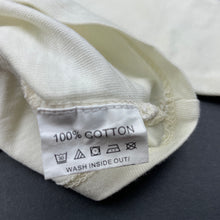 100% COTTON
WASH INSIDE OUT/